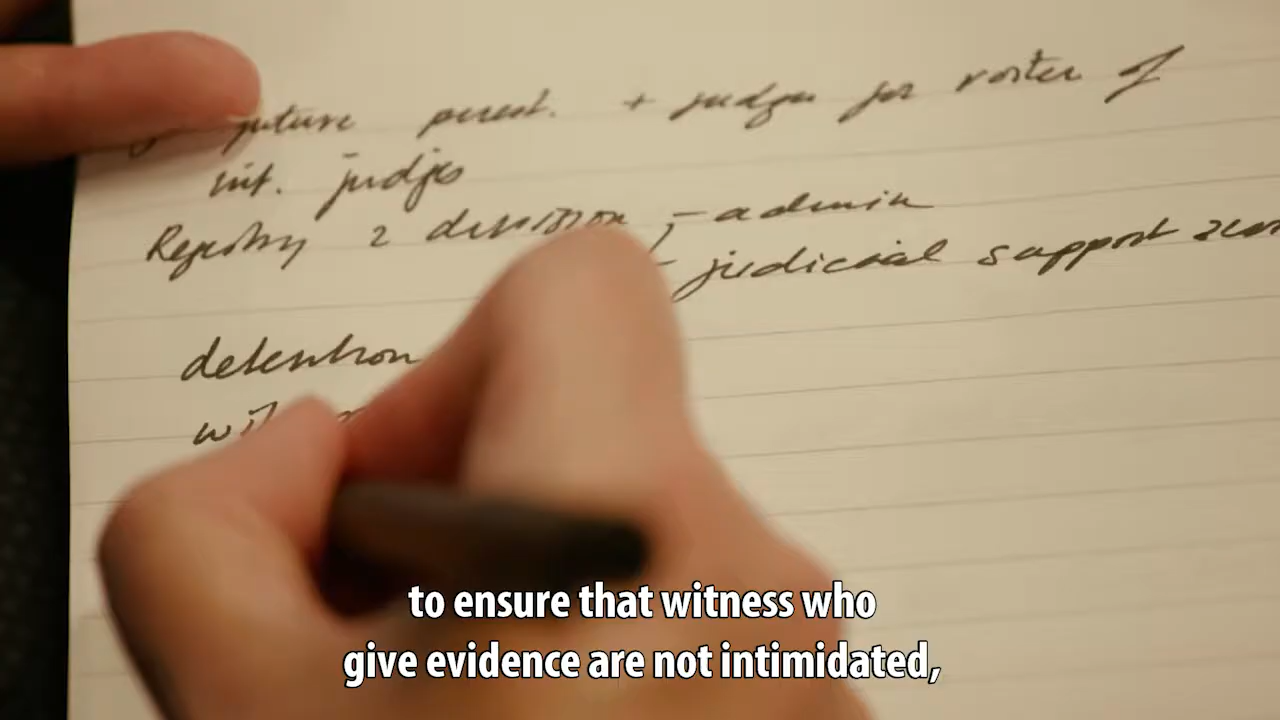 future + judges for roster of
int. judges
Registry 2 division - admin
- judicial support
detention
to ensure that witness who
give evidence are not intimidated,